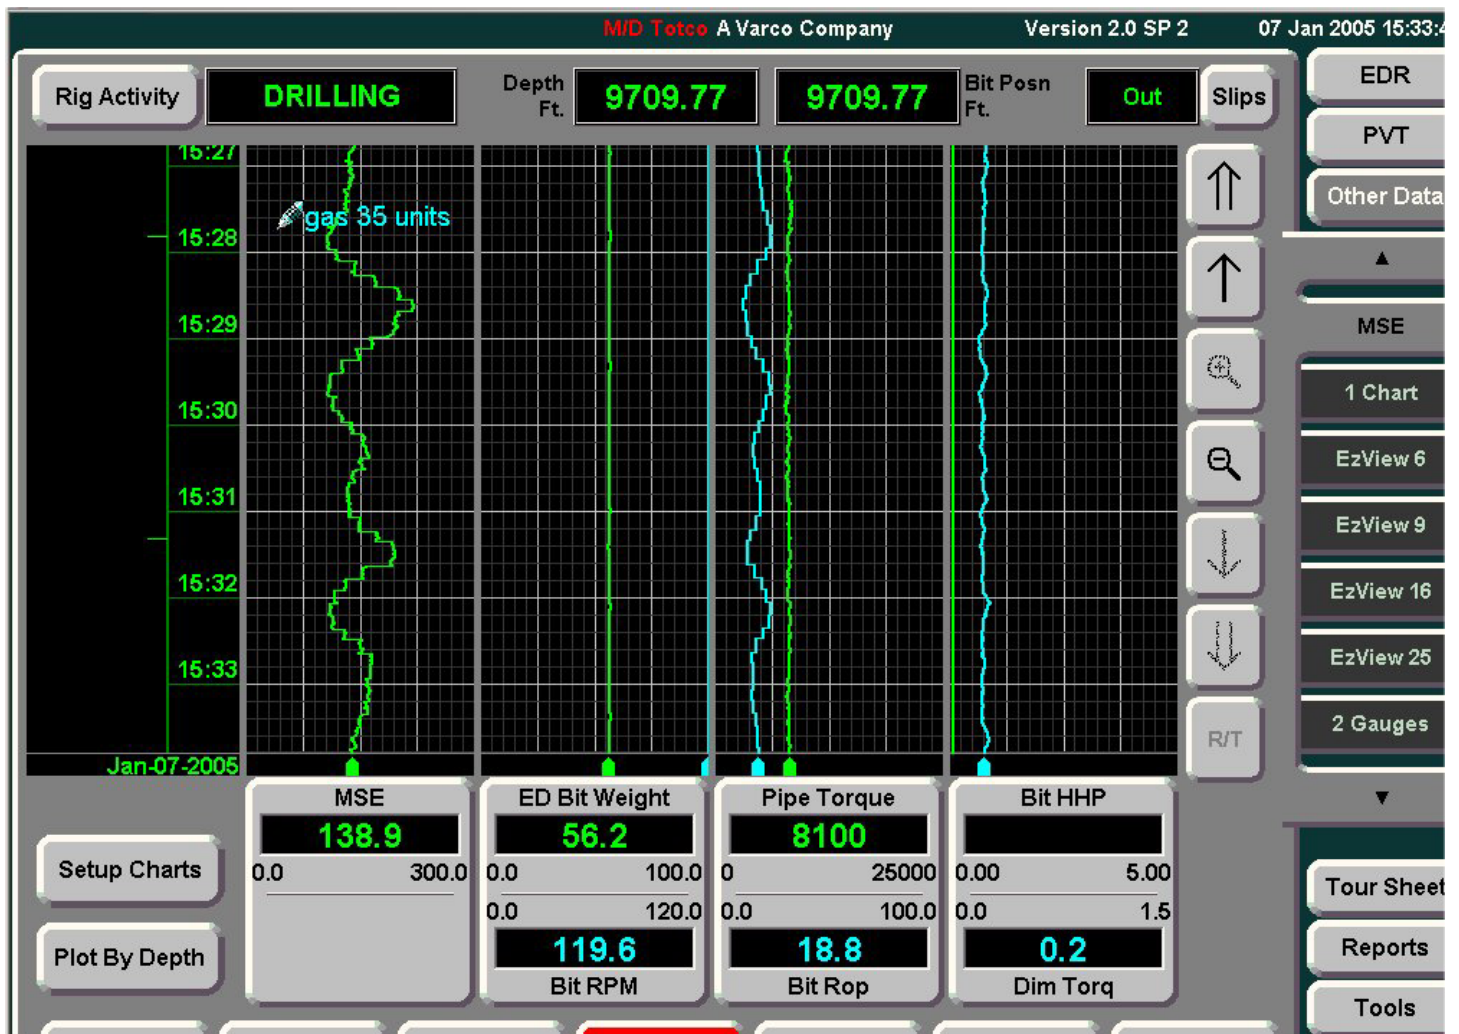 M/D Totco A Varco Company Version 2.0 SP 2 07 Jan 2005 15:33:4
Rig Activity DRILLING Depth Ft. 9709.77 9709.77 Bit Posn Ft. Out Slips
EDR
PVT
Other Data
15:27
gas 35 units
15:28
15:29
15:30
15:31
15:32
15:33
Jan-07-2005
R/T
MSE
1 Chart
EzView 6
EzView 9
EzView 16
EzView 25
2 Gauges
MSE
138.9
0.0 300.0
ED Bit Weight
56.2
0.0 100.0
0.0 120.0
119.6
Bit RPM
Pipe Torque
8100
0 25000
0.0 100.0
18.8
Bit Rop
Bit HHP
0.00 5.00
0.0 1.5
0.2
Dim Torq
Setup Charts
Plot By Depth
Tour Sheet
Reports
Tools